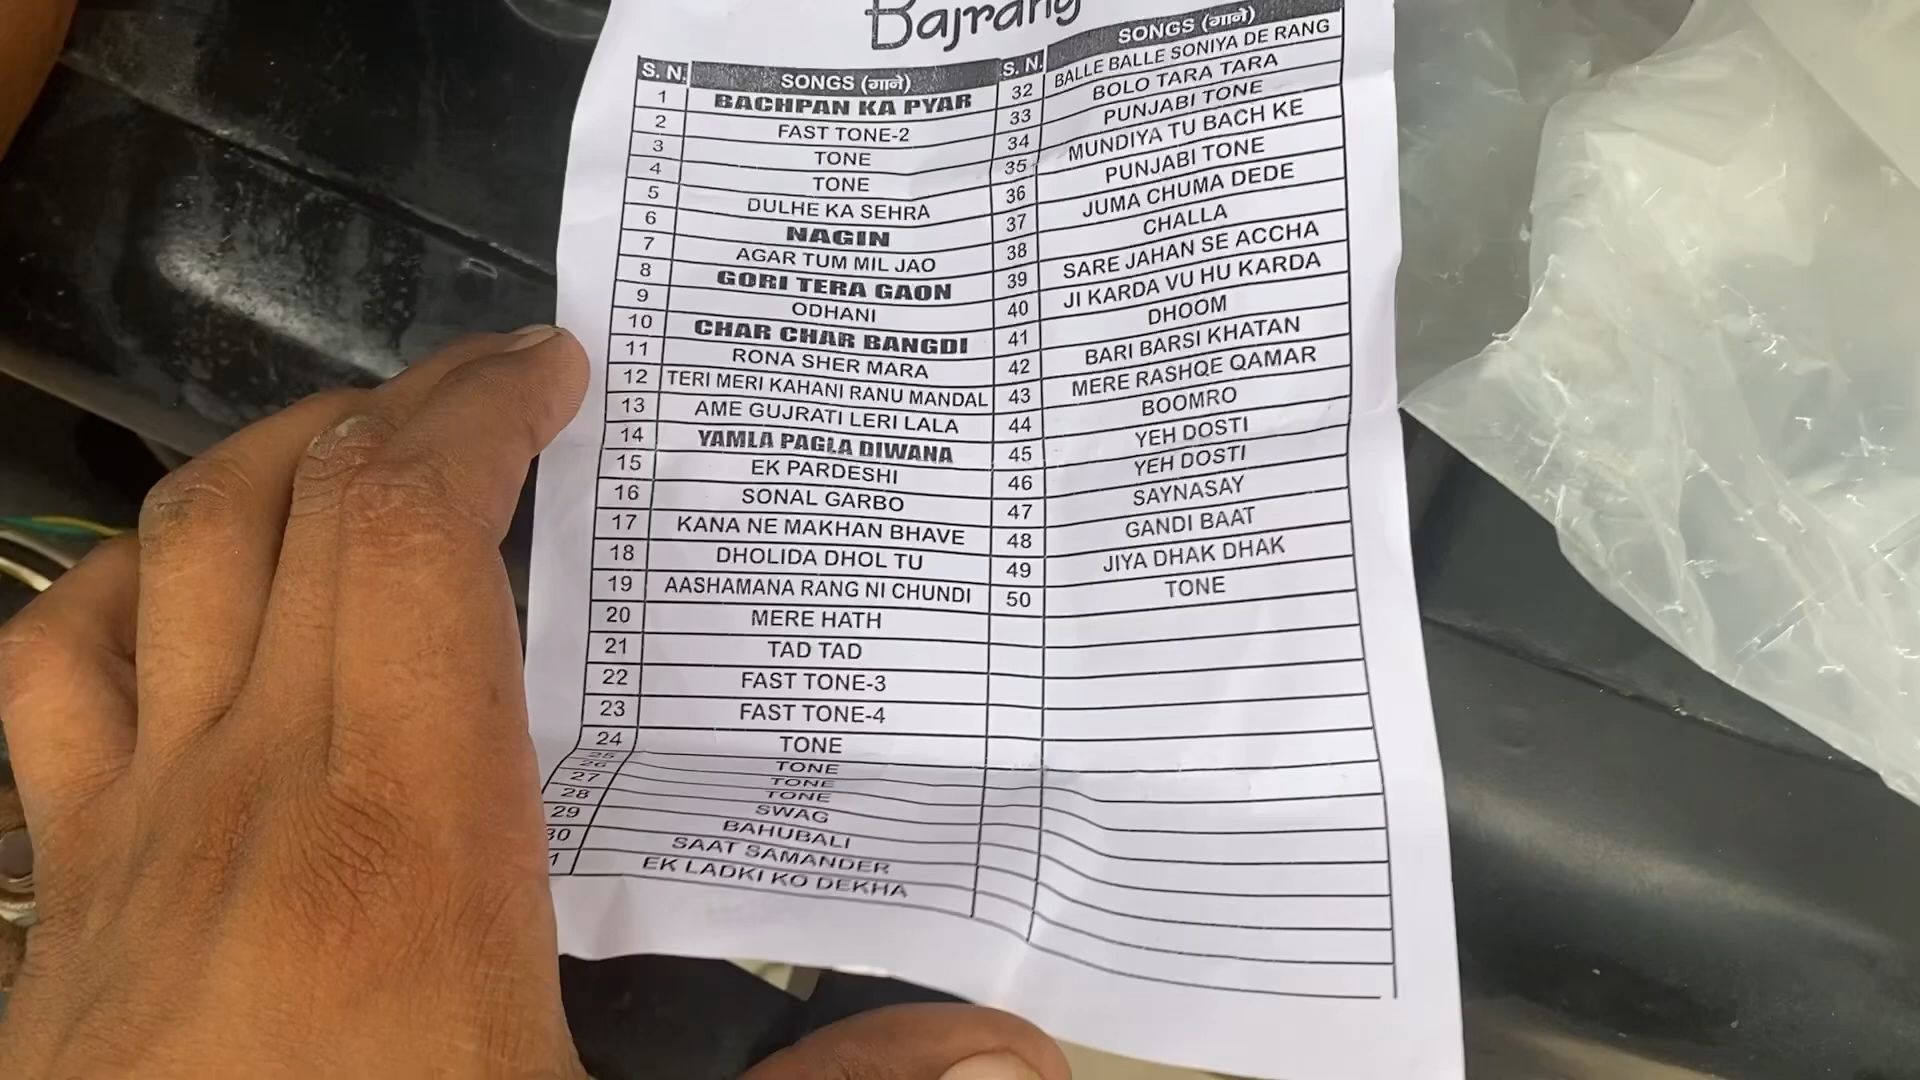 Bajrang
S. N. SONGS (गाने)
1 BACHPAN KA PYAR
2 FAST TONE-2
3 TONE
4 TONE
5 DULHE KA SEHRA
6 NAGIN
7 AGAR TUM MIL JAO
8 GORI TERA GAON
9 ODHANI
10 CHAR CHAR BANGDI
11 RONA SHER MARA
12 TERI MERI KAHANI RANU MANDAL
13 AME GUJRATI LERI LALA
14 YAMLA PAGLA DIWANA
15 EK PARDESHI
16 SONAL GARBO
17 KANA NE MAKHAN BHAVE
18 DHOLIDA DHOL TU
19 AASHAMANA RANG NI CHUNDI
20 MERE HATH
21 TAD TAD
22 FAST TONE-3
23 FAST TONE-4
24 TONE
25 TONE
26 TONE
27 TONE
28 SWAG
29 BAHUBALI
30 SAAT SAMANDER
1 EK LADKI KO DEKHA
S. N. SONGS (गाने)
32 BALLE BALLE SONIYA DE RANG
33 BOLO TARA TARA
34 PUNJABI TONE
35 MUNDIYA TU BACH KE
36 PUNJABI TONE
37 JUMA CHUMA DEDE
38 CHALLA
39 SARE JAHAN SE ACCHA
40 JI KARDA VU HU KARDA
41 DHOOM
42 BARI BARSI KHATAN
43 MERE RASHQE QAMAR
44 BOOMRO
45 YEH DOSTI
46 YEH DOSTI
47 SAYNASAY
48 GANDI BAAT
49 JIYA DHAK DHAK
50 TONE